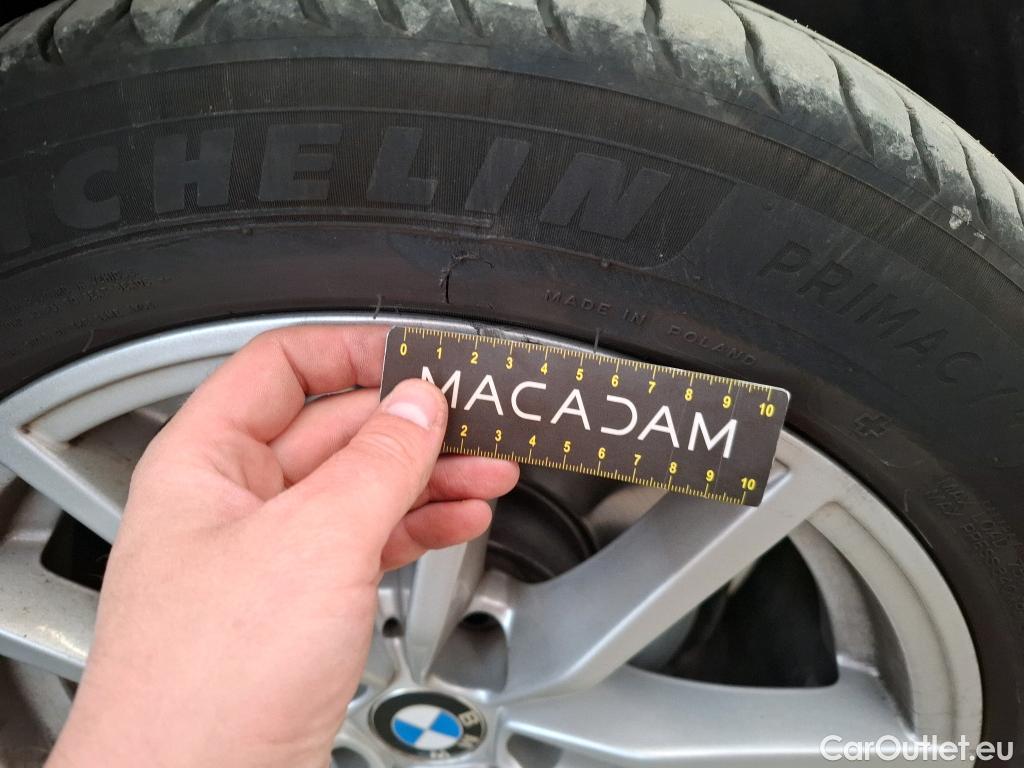 MICHELIN
PRIMACY
MADE IN POLAND
0 1 2 3 4 5 6 7 8 9 10
MACADAM
2 3 4 5 6 7 8 9 10
BMW
CarOutlet.eu